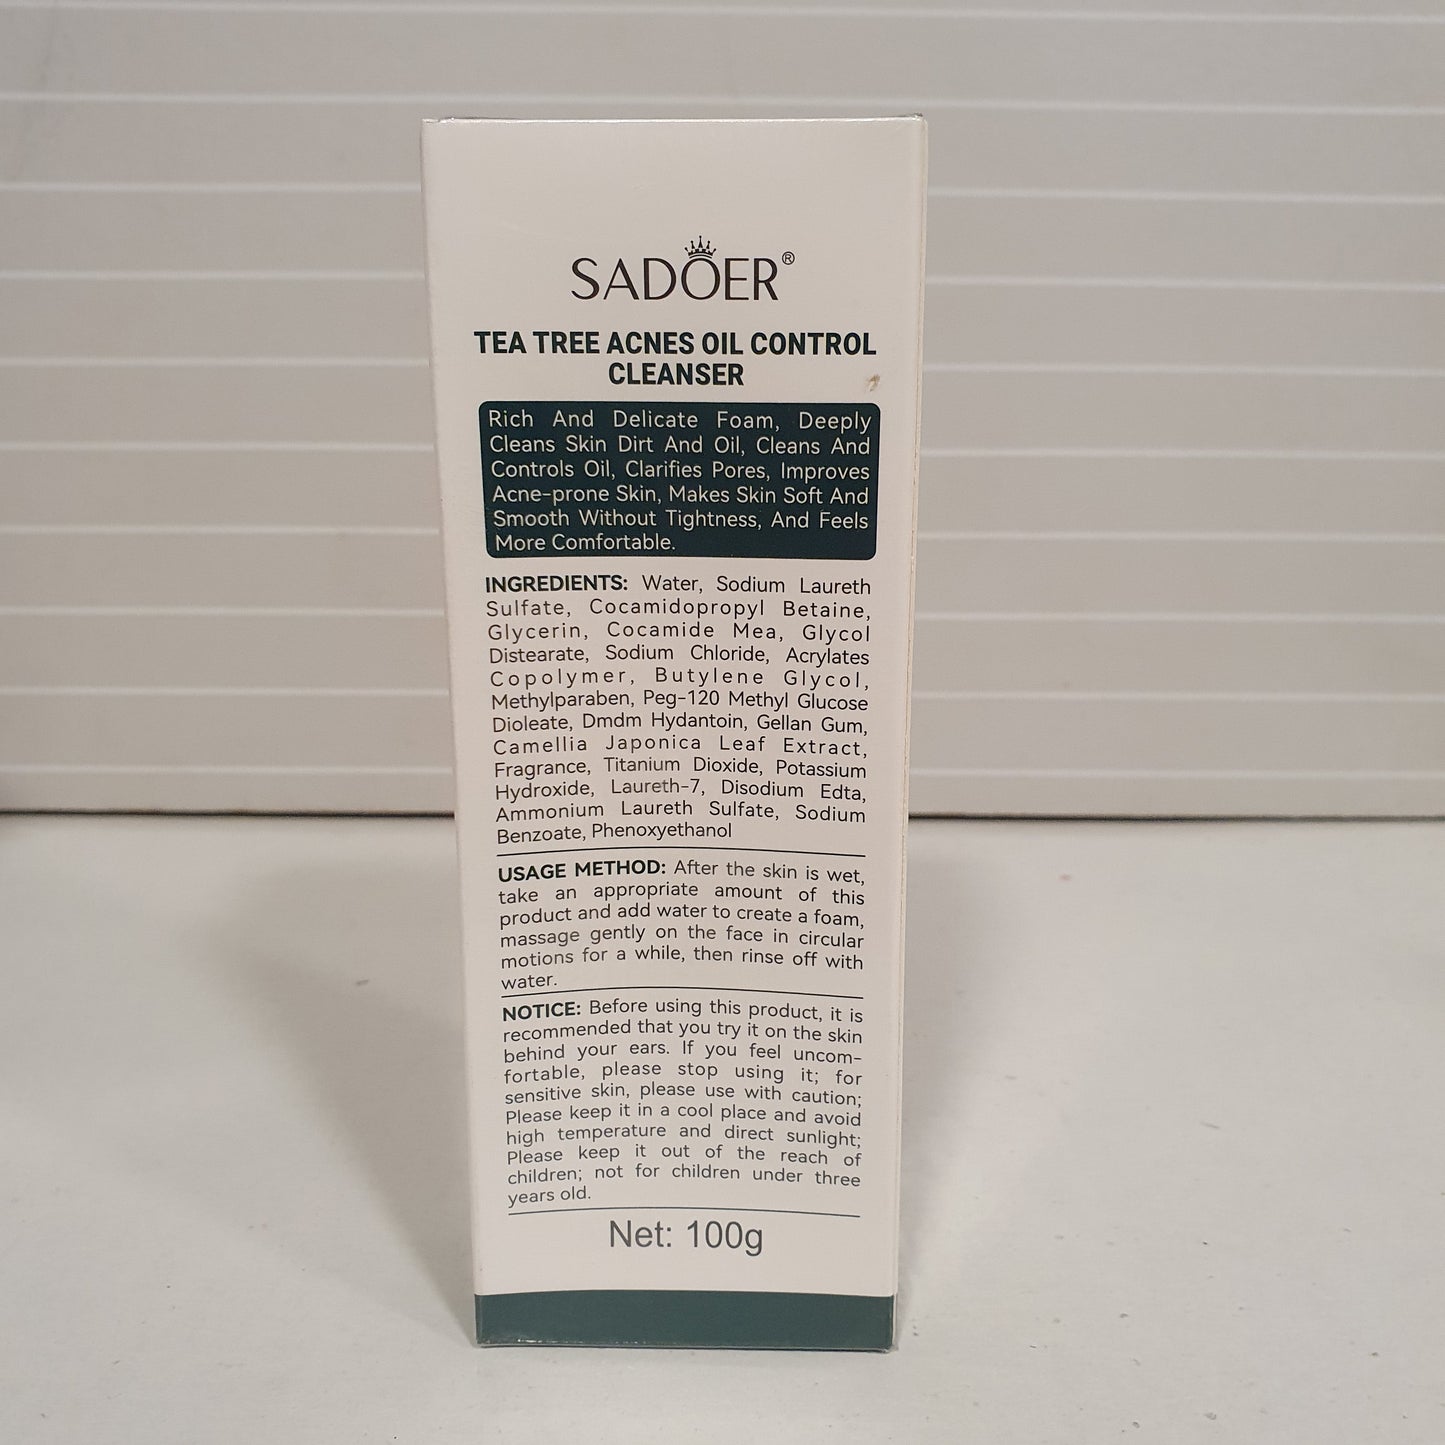 SADOER®
TEA TREE ACNES OIL CONTROL
CLEANSER
Rich And Delicate Foam, Deeply
Cleans Skin Dirt And Oil, Cleans And
Controls Oil, Clarifies Pores, Improves
Acne-prone Skin, Makes Skin Soft And
Smooth Without Tightness, And Feels
More Comfortable.
INGREDIENTS: Water, Sodium Laureth
Sulfate, Cocamidopropyl Betaine,
Glycerin, Cocamide Mea, Glycol
Distearate, Sodium Chloride, Acrylates
Copolymer, Butylene Glycol,
Methylparaben, Peg-120 Methyl Glucose
Dioleate, Dmdm Hydantoin, Gellan Gum,
Camellia Japonica Leaf Extract,
Fragrance, Titanium Dioxide, Potassium
Hydroxide, Laureth-7, Disodium Edta,
Ammonium Laureth Sulfate, Sodium
Benzoate, Phenoxyethanol
USAGE METHOD: After the skin is wet,
take an appropriate amount of this
product and add water to create a foam,
massage gently on the face in circular
motions for a while, then rinse off with
water.
NOTICE: Before using this product, it is
recommended that you try it on the skin
behind your ears. If you feel uncom-
fortable, please stop using it; for
sensitive skin, please use with caution;
Please keep it in a cool place and avoid
high temperature and direct sunlight;
Please keep it out of the reach of
children; not for children under three
years old.
Net: 100g